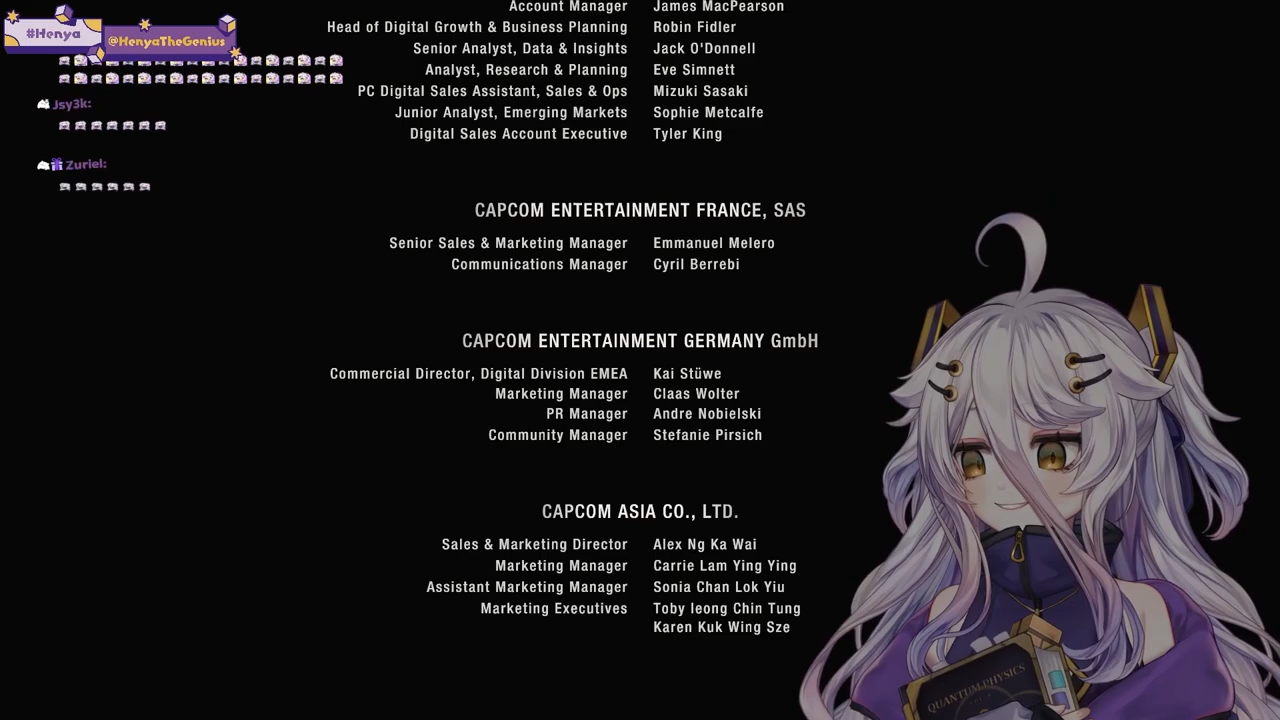 #Henya
@HenyaTheGenius
Jsy3k:
Zuriel:
Account Manager James MacPearson
Head of Digital Growth & Business Planning Robin Fidler
Senior Analyst, Data & Insights Jack O'Donnell
Analyst, Research & Planning Eve Simnett
PC Digital Sales Assistant, Sales & Ops Mizuki Sasaki
Junior Analyst, Emerging Markets Sophie Metcalfe
Digital Sales Account Executive Tyler King
CAPCOM ENTERTAINMENT FRANCE, SAS
Senior Sales & Marketing Manager Emmanuel Melero
Communications Manager Cyril Berrebi
CAPCOM ENTERTAINMENT GERMANY GmbH
Commercial Director, Digital Division EMEA Kai Stüwe
Marketing Manager Claas Wolter
PR Manager Andre Nobielski
Community Manager Stefanie Pirsich
CAPCOM ASIA CO., LTD.
Sales & Marketing Director Alex Ng Ka Wai
Marketing Manager Carrie Lam Ying Ying
Assistant Marketing Manager Sonia Chan Lok Yiu
Marketing Executives Toby Ieong Chin Tung
Karen Kuk Wing Sze
QUANTUM PHYSICS